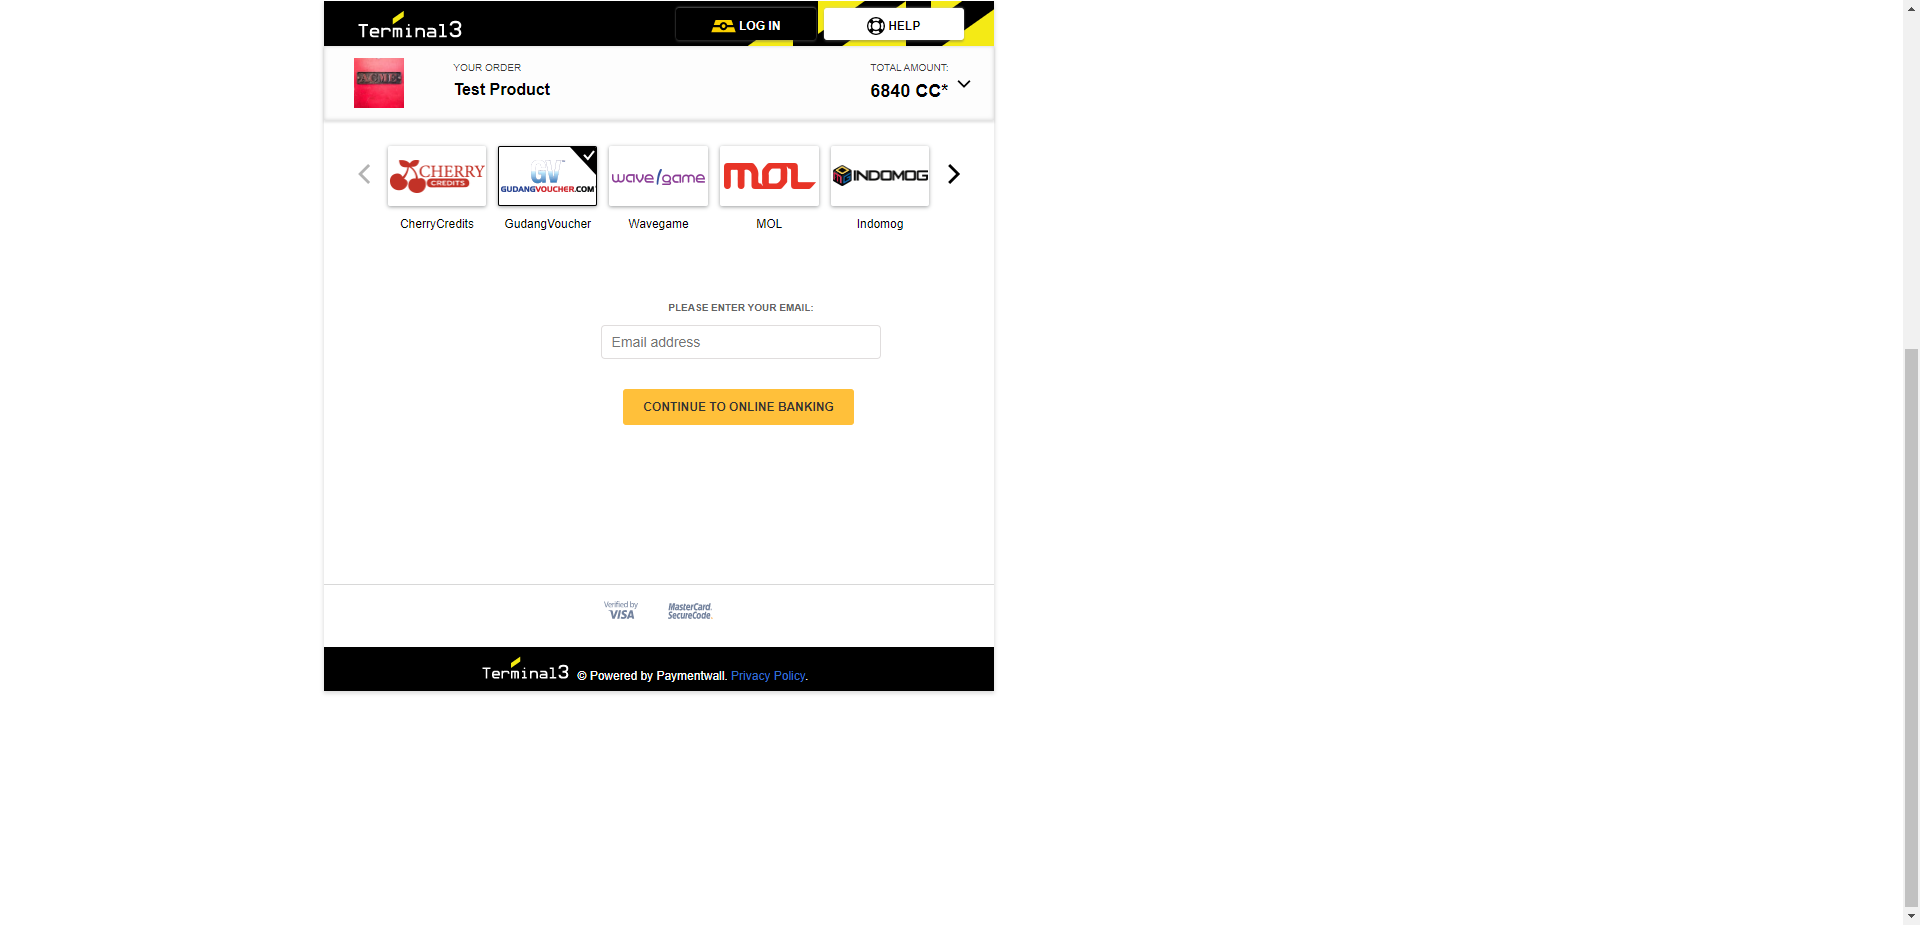 Terminal3
LOG IN
HELP
ACME
YOUR ORDER
Test Product
TOTAL AMOUNT:
6840 CC*
CHERRY
CREDITS
GV™
GUDANGVOUCHER.COM
wave/game
MOL
INDOMOG
CherryCredits
GudangVoucher
Wavegame
MOL
Indomog
PLEASE ENTER YOUR EMAIL:
Email address
CONTINUE TO ONLINE BANKING
Verified by
VISA
MasterCard.
SecureCode.
Terminal3 © Powered by Paymentwall. Privacy Policy.